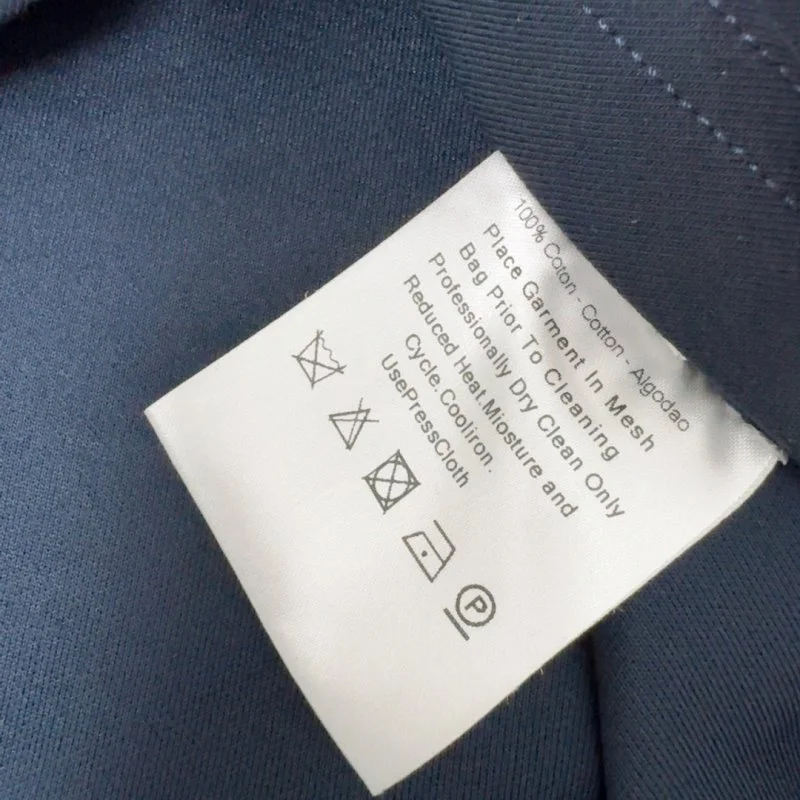 100% Coton - Cotton - Algodao
Place Garment In Mesh
Bag Prior To Cleaning
Professionally Dry Clean Only
Reduced Heat.Miosture and
Cycle.Cooliron.
UsePressCloth
P